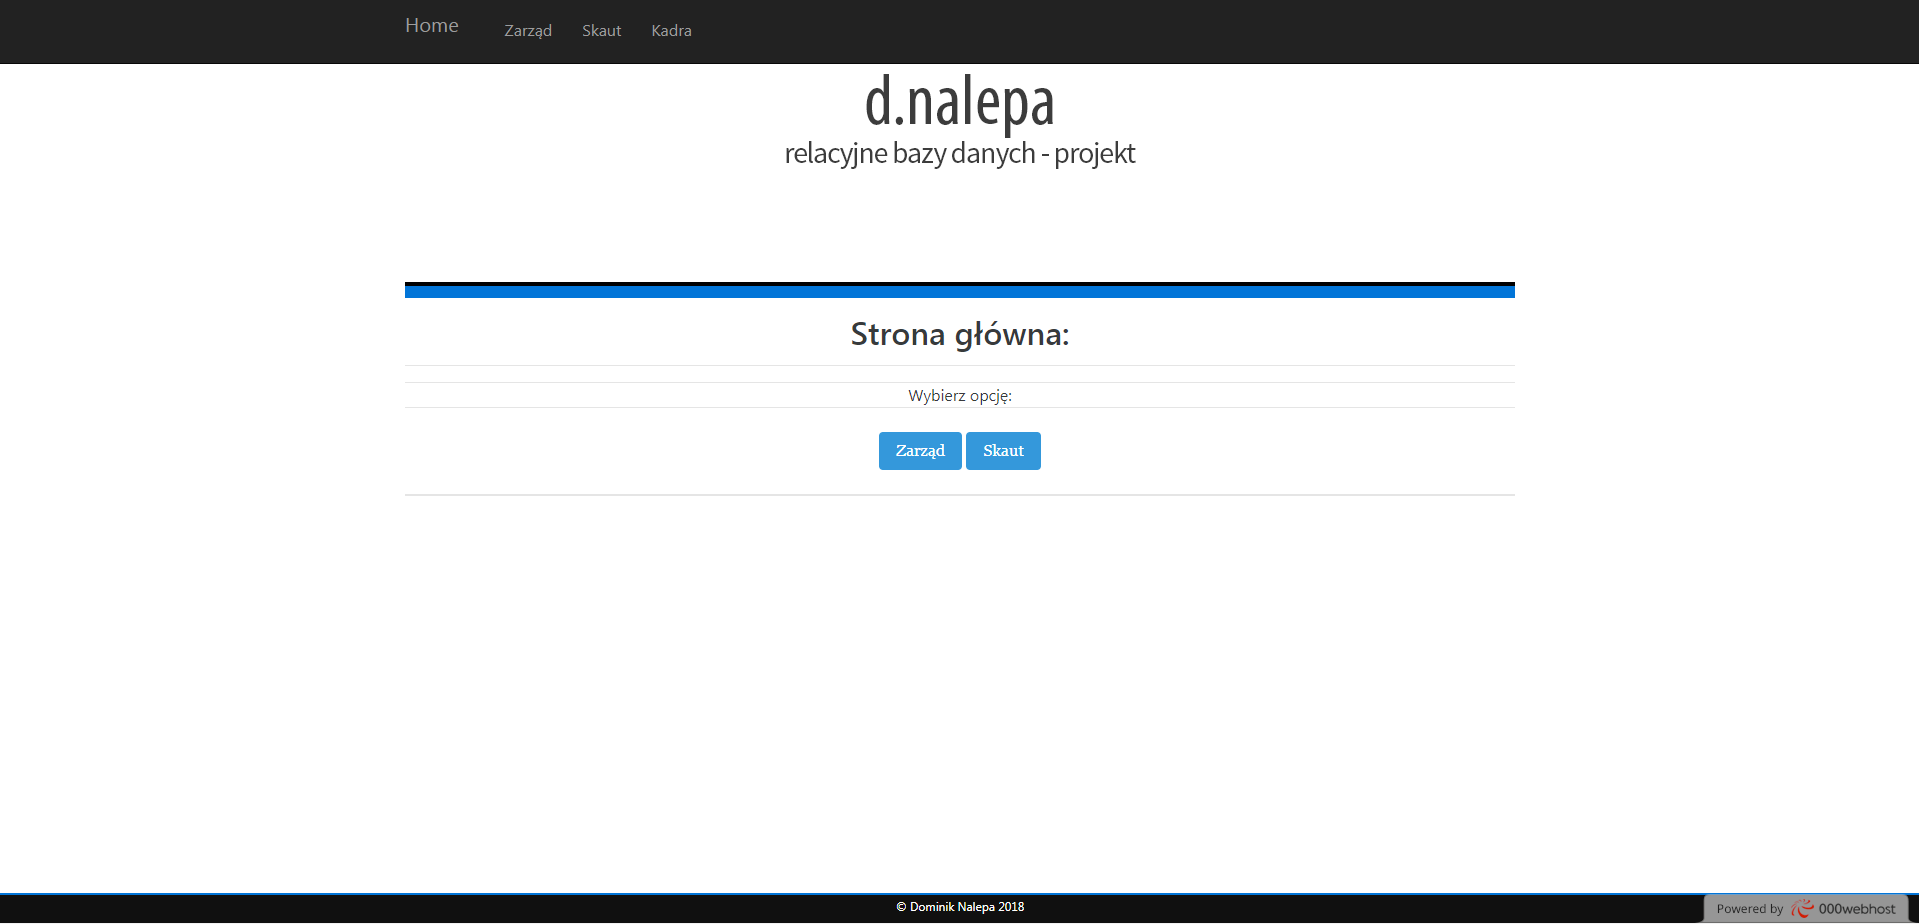 Home Zarząd Skaut Kadra
d.nalepa
relacyjne bazy danych - projekt
Strona główna:
Wybierz opcję:
Zarząd Skaut
© Dominik Nalepa 2018
Powered by 000webhost